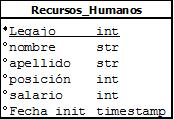 Recursos_Humanos
Legajo int
nombre str
apellido str
posición int
salario int
Fecha init timestamp